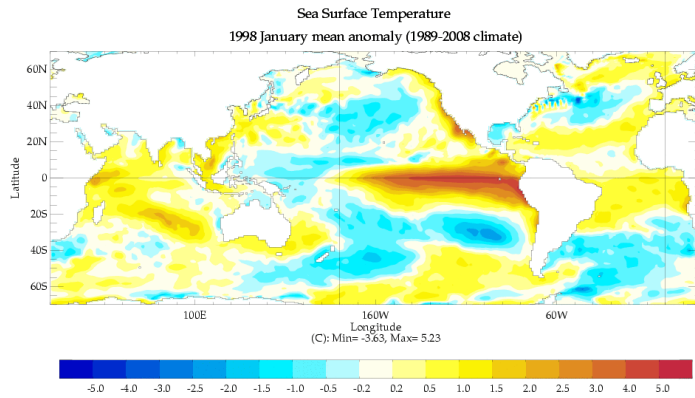 Sea Surface Temperature
1998 January mean anomaly (1989-2008 climate)
60N
40N
20N
0
20S
40S
60S
Latitude
100E 160W 60W
Longitude
(C): Min= -3.63, Max= 5.23
-5.0 -4.0 -3.0 -2.5 -2.0 -1.5 -1.0 -0.5 -0.2 0.2 0.5 1.0 1.5 2.0 2.5 3.0 4.0 5.0